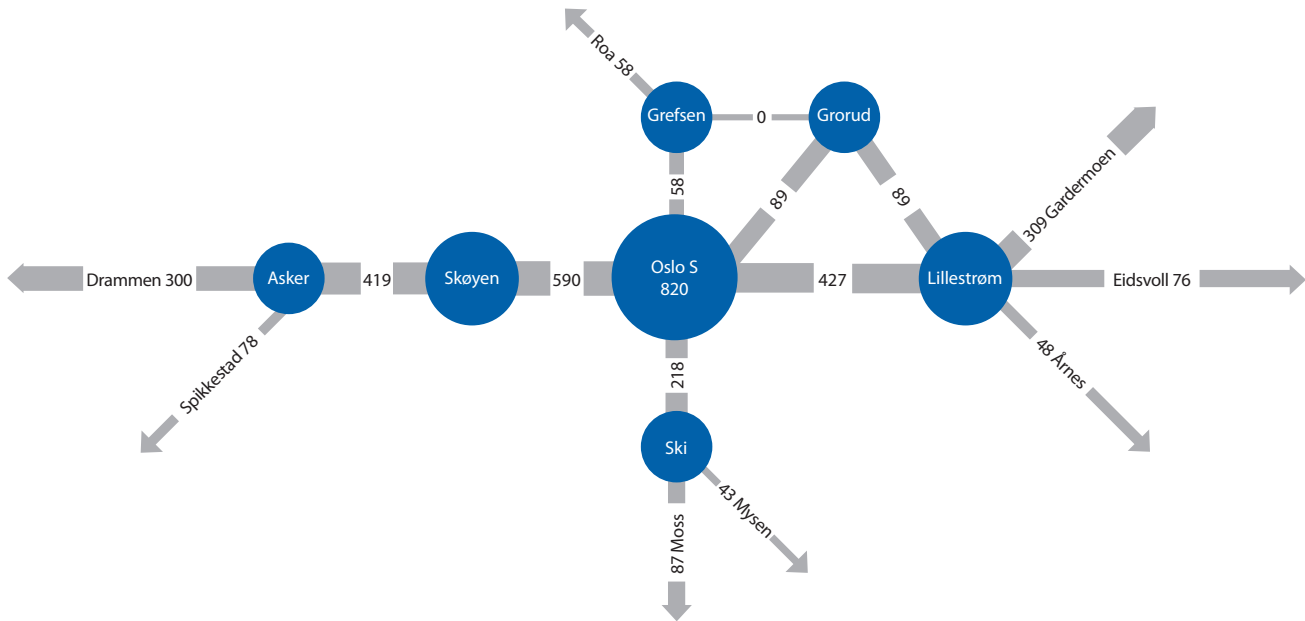 Roa 58
Grefsen
0
Grorud
58
89
89
309 Gardermoen
Drammen 300
Asker
419
Skøyen
590
Oslo S
820
427
Lillestrøm
Eidsvoll 76
Spikkestad 78
218
48 Årnes
Ski
43 Mysen
87 Moss